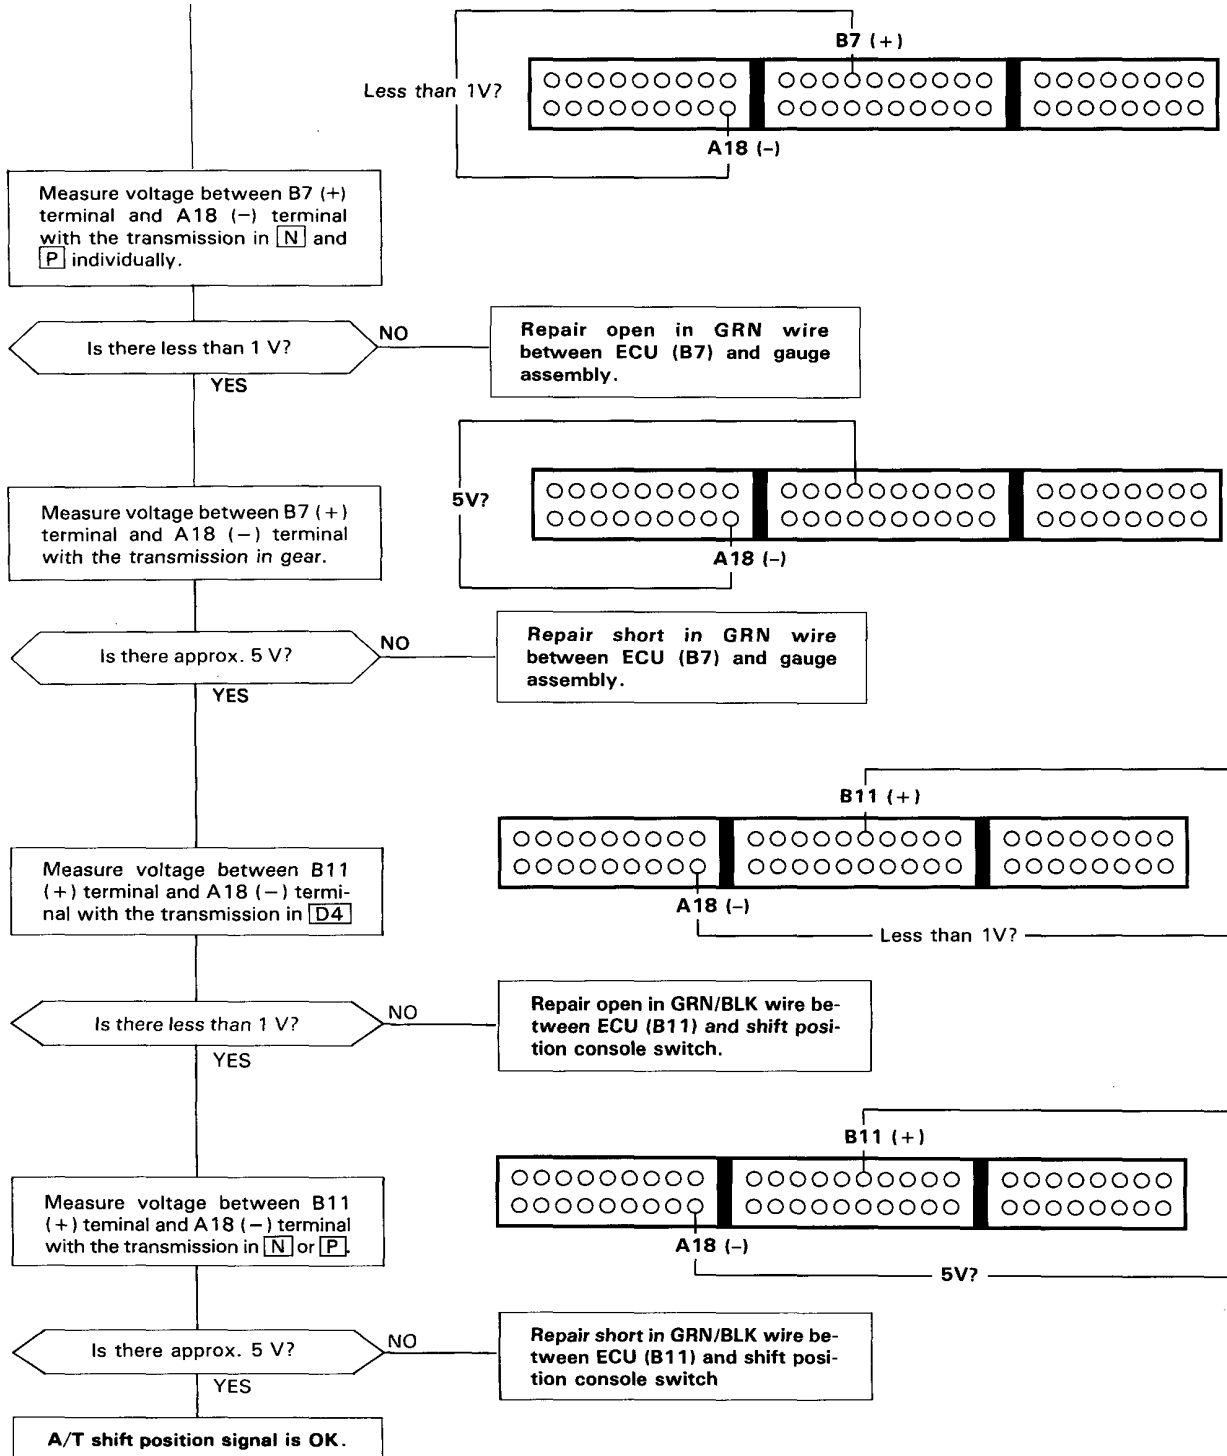 B7 (+)
Less than 1V?
A18 (−)
Measure voltage between B7 (+)
terminal and A18 (−) terminal
with the transmission in N and
P individually.
Is there less than 1 V?
NO
YES
Repair open in GRN wire
between ECU (B7) and gauge
assembly.
5V?
A18 (−)
Measure voltage between B7 (+)
terminal and A18 (−) terminal
with the transmission in gear.
Is there approx. 5 V?
NO
YES
Repair short in GRN wire
between ECU (B7) and gauge
assembly.
B11 (+)
A18 (−)
Less than 1V?
Measure voltage between B11
(+) terminal and A18 (−) termi-
nal with the transmission in D4
Is there less than 1 V?
NO
YES
Repair open in GRN/BLK wire be-
tween ECU (B11) and shift posi-
tion console switch.
B11 (+)
A18 (−)
5V?
Measure voltage between B11
(+) teminal and A18 (−) terminal
with the transmission in N or P.
Is there approx. 5 V?
NO
YES
Repair short in GRN/BLK wire be-
tween ECU (B11) and shift posi-
tion console switch
A/T shift position signal is OK.